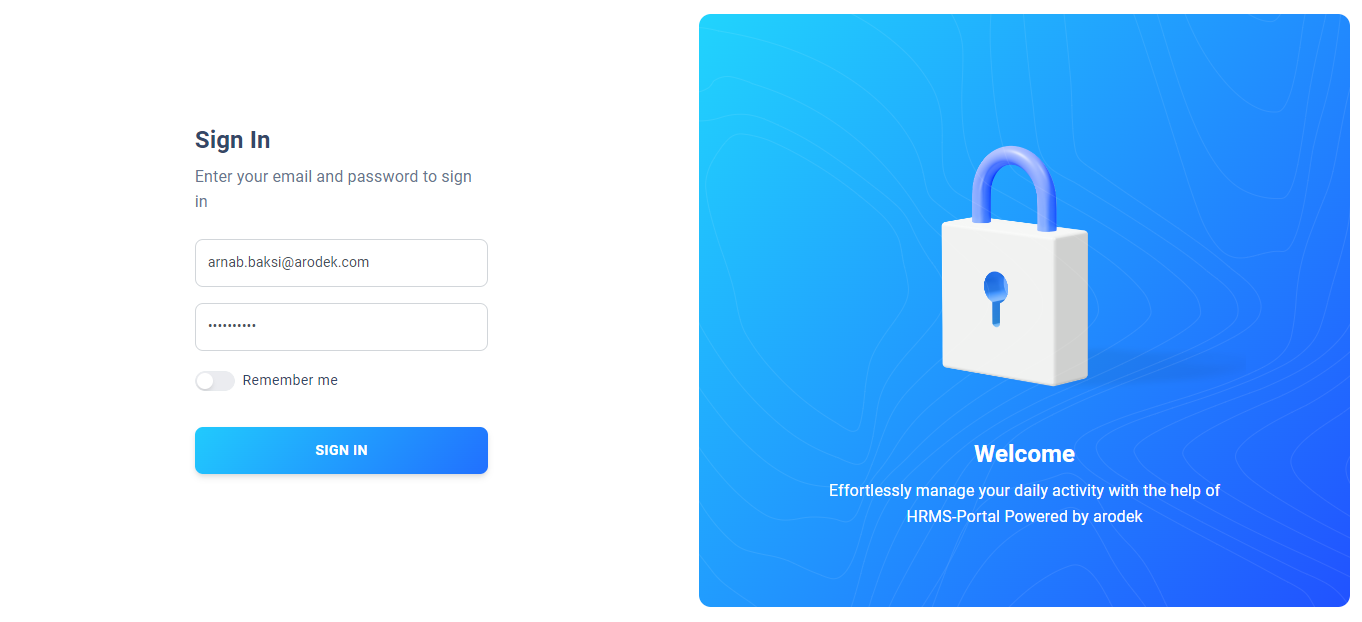 Sign In
Enter your email and password to sign
in
arnab.baksi@arodek.com
••••••••••
Remember me
SIGN IN
Welcome
Effortlessly manage your daily activity with the help of
HRMS-Portal Powered by arodek